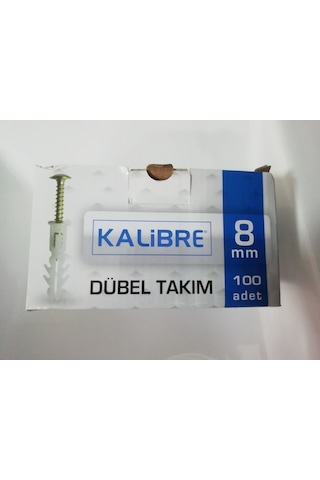 KALiBRE®
DÜBEL TAKIM
8
mm
100
adet